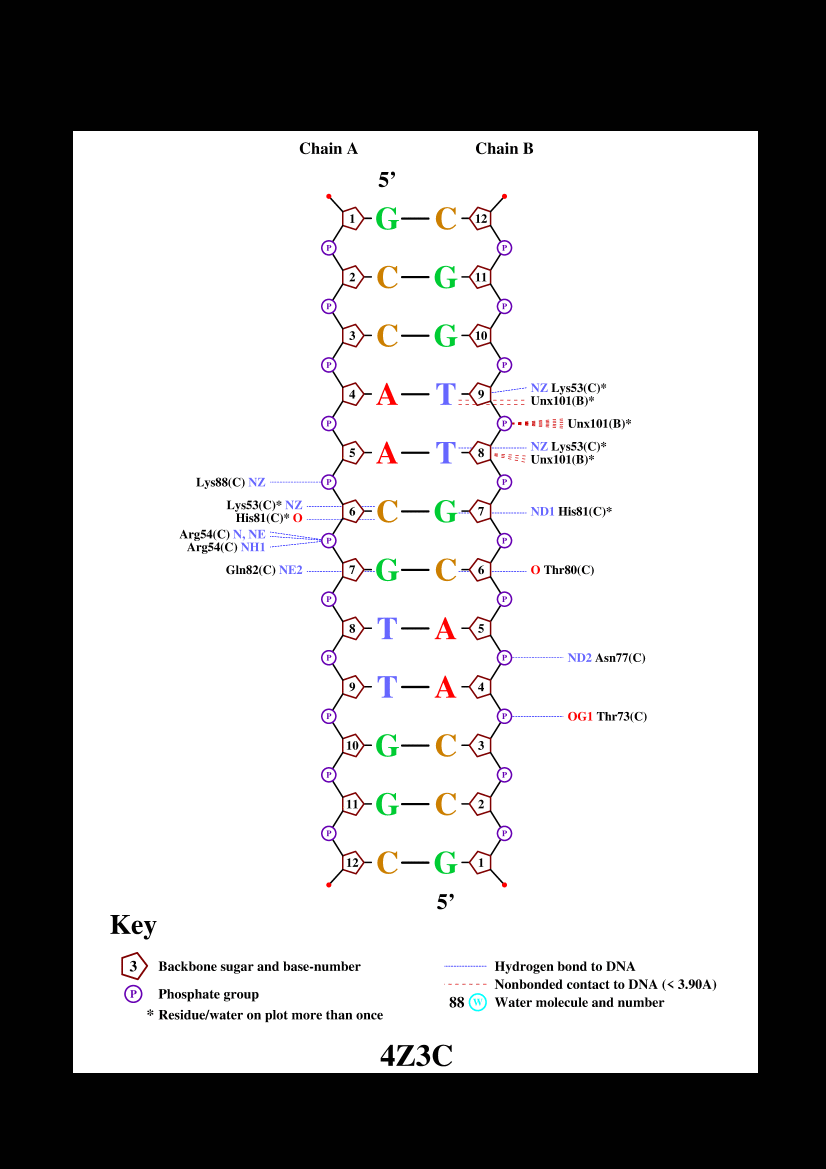 Chain A Chain B
5’
1 G C 12
P P
2 C G 11
P P
3 C G 10
P P
4 A T 9 NZ Lys53(C)*
Unx101(B)*
P P Unx101(B)*
5 A T 8 NZ Lys53(C)*
Unx101(B)*
Lys88(C) NZ P P
Lys53(C)* NZ 6 C G 7 ND1 His81(C)*
His81(C)* O
Arg54(C) N, NE P P
Arg54(C) NH1
Gln82(C) NE2 7 G C 6 O Thr80(C)
P P
8 T A 5
P P ND2 Asn77(C)
9 T A 4
P P OG1 Thr73(C)
10 G C 3
P P
11 G C 2
P P
12 C G 1
5’
Key
3 Backbone sugar and base-number
P Phosphate group
* Residue/water on plot more than once
Hydrogen bond to DNA
Nonbonded contact to DNA (< 3.90A)
88 W Water molecule and number
4Z3C